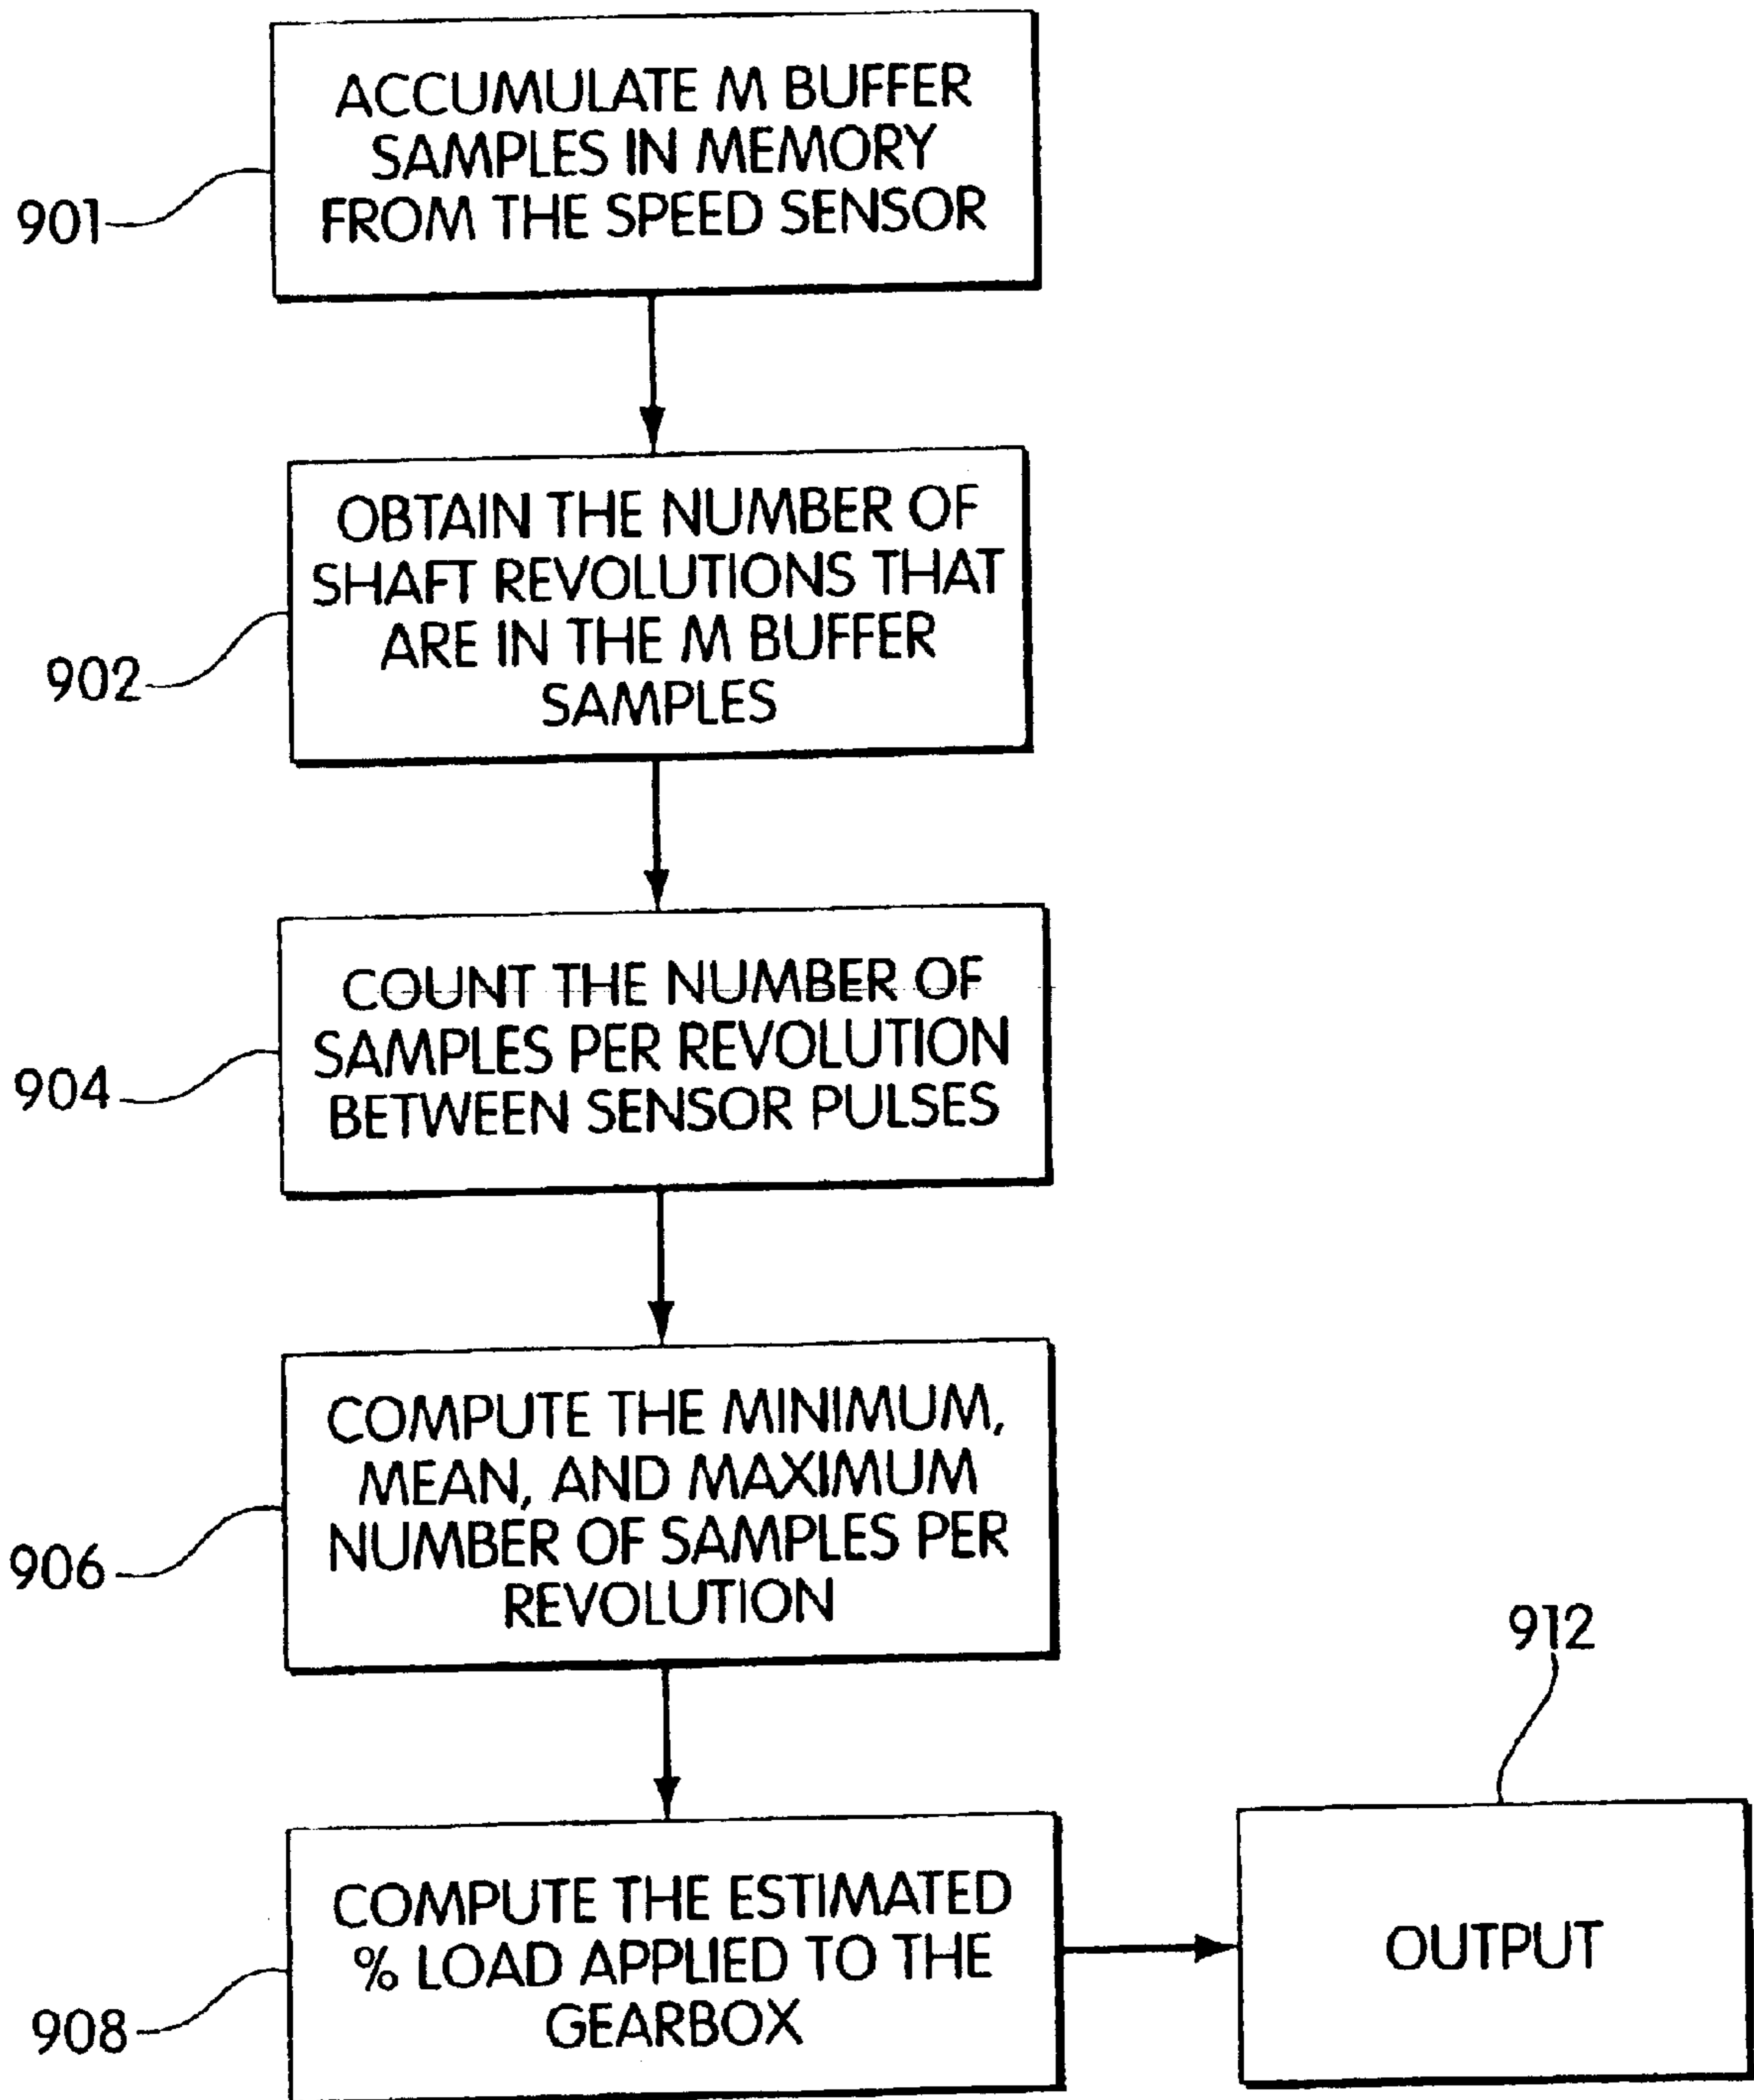 ACCUMULATE M BUFFER
SAMPLES IN MEMORY
FROM THE SPEED SENSOR
901
OBTAIN THE NUMBER OF
SHAFT REVOLUTIONS THAT
ARE IN THE M BUFFER
SAMPLES
902
COUNT THE NUMBER OF
SAMPLES PER REVOLUTION
BETWEEN SENSOR PULSES
904
COMPUTE THE MINIMUM,
MEAN, AND MAXIMUM
NUMBER OF SAMPLES PER
REVOLUTION
906
912
COMPUTE THE ESTIMATED
% LOAD APPLIED TO THE
GEARBOX
908
OUTPUT